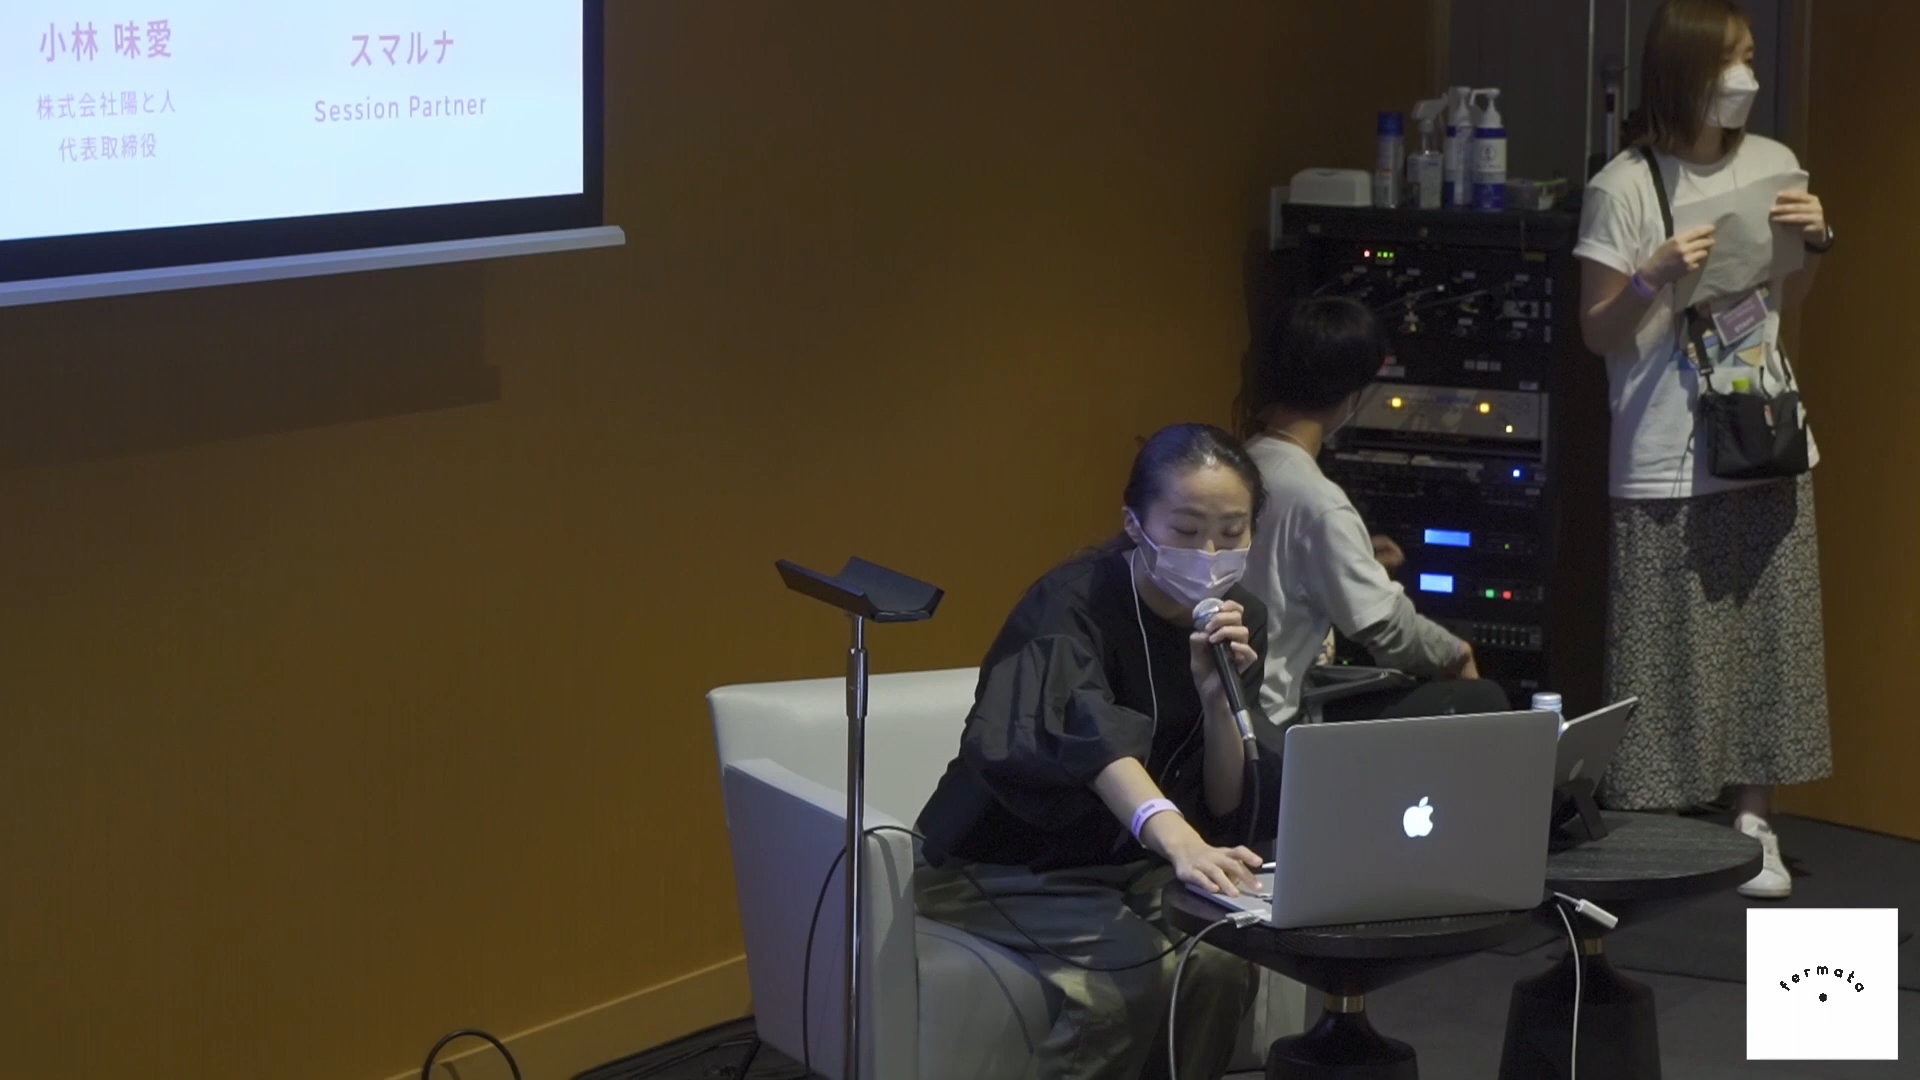 小林 味愛
株式会社陽と人
代表取締役
スマルナ
Session Partner
fermata